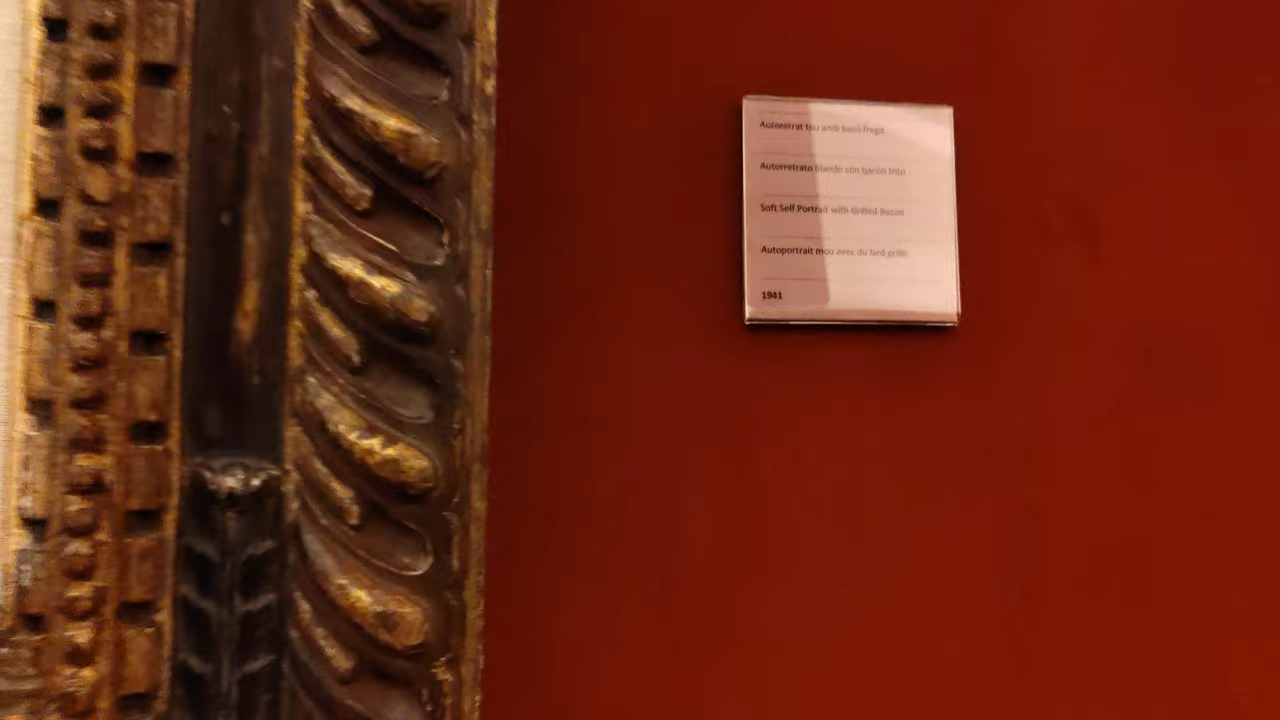 Autoretrat tou amb bacó fregit
Autorretrato blando con bacón frito
Soft Self Portrait with Grilled Bacon
Autoportrait mou avec du lard grillé
1941